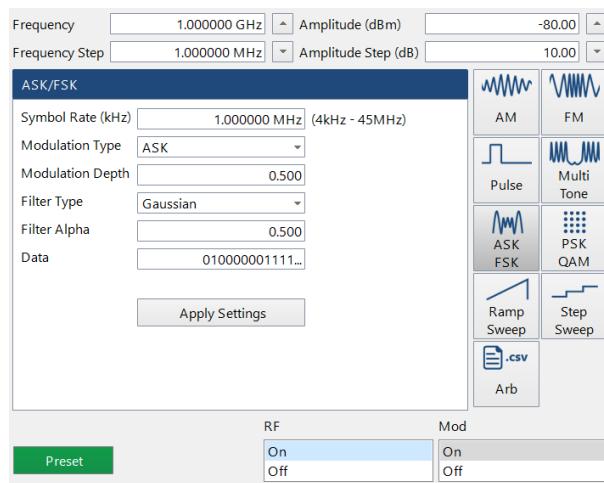 Frequency 1.000000 GHz Amplitude (dBm) -80.00
Frequency Step 1.000000 MHz Amplitude Step (dB) 10.00
ASK/FSK
Symbol Rate (kHz) 1.000000 MHz (4kHz - 45MHz)
Modulation Type ASK
Modulation Depth 0.500
Filter Type Gaussian
Filter Alpha 0.500
Data 010000001111...
Apply Settings
AM FM
Pulse Multi
Tone
ASK PSK
FSK QAM
Ramp Step
Sweep Sweep
.csv
Arb
RF Mod
On On
Off Off
Preset